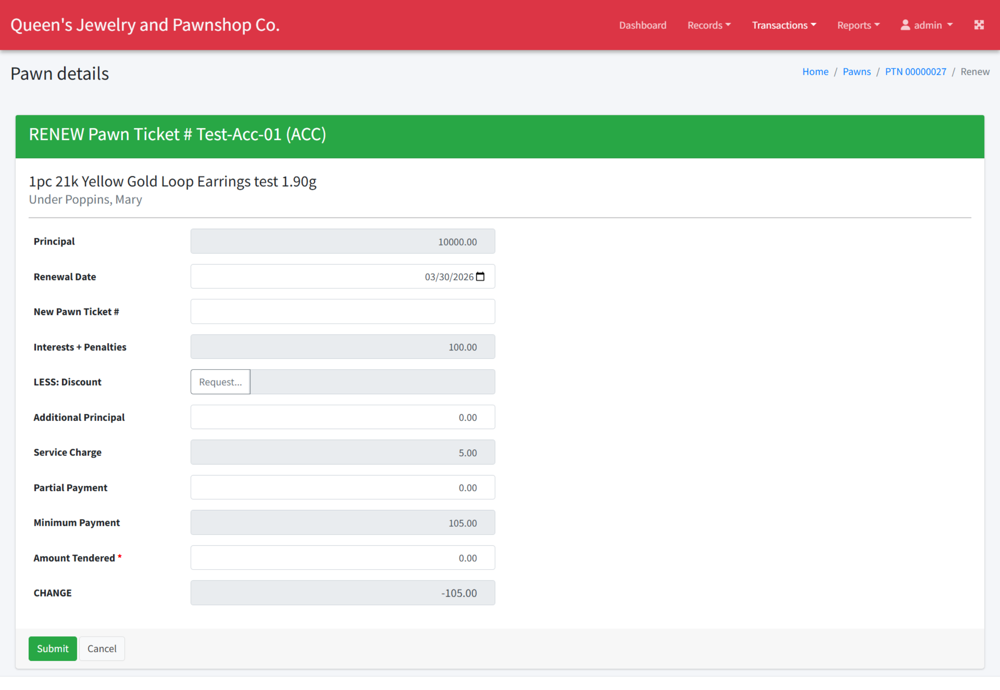 Queen's Jewelry and Pawnshop Co.
Dashboard Records Transactions Reports admin
Pawn details
Home / Pawns / PTN 00000027 / Renew
RENEW Pawn Ticket # Test-Acc-01 (ACC)
1pc 21k Yellow Gold Loop Earrings test 1.90g
Under Poppins, Mary
Principal 10000.00
Renewal Date 03/30/2026
New Pawn Ticket #
Interests + Penalties 100.00
LESS: Discount Request...
Additional Principal 0.00
Service Charge 5.00
Partial Payment 0.00
Minimum Payment 105.00
Amount Tendered * 0.00
CHANGE -105.00
Submit Cancel